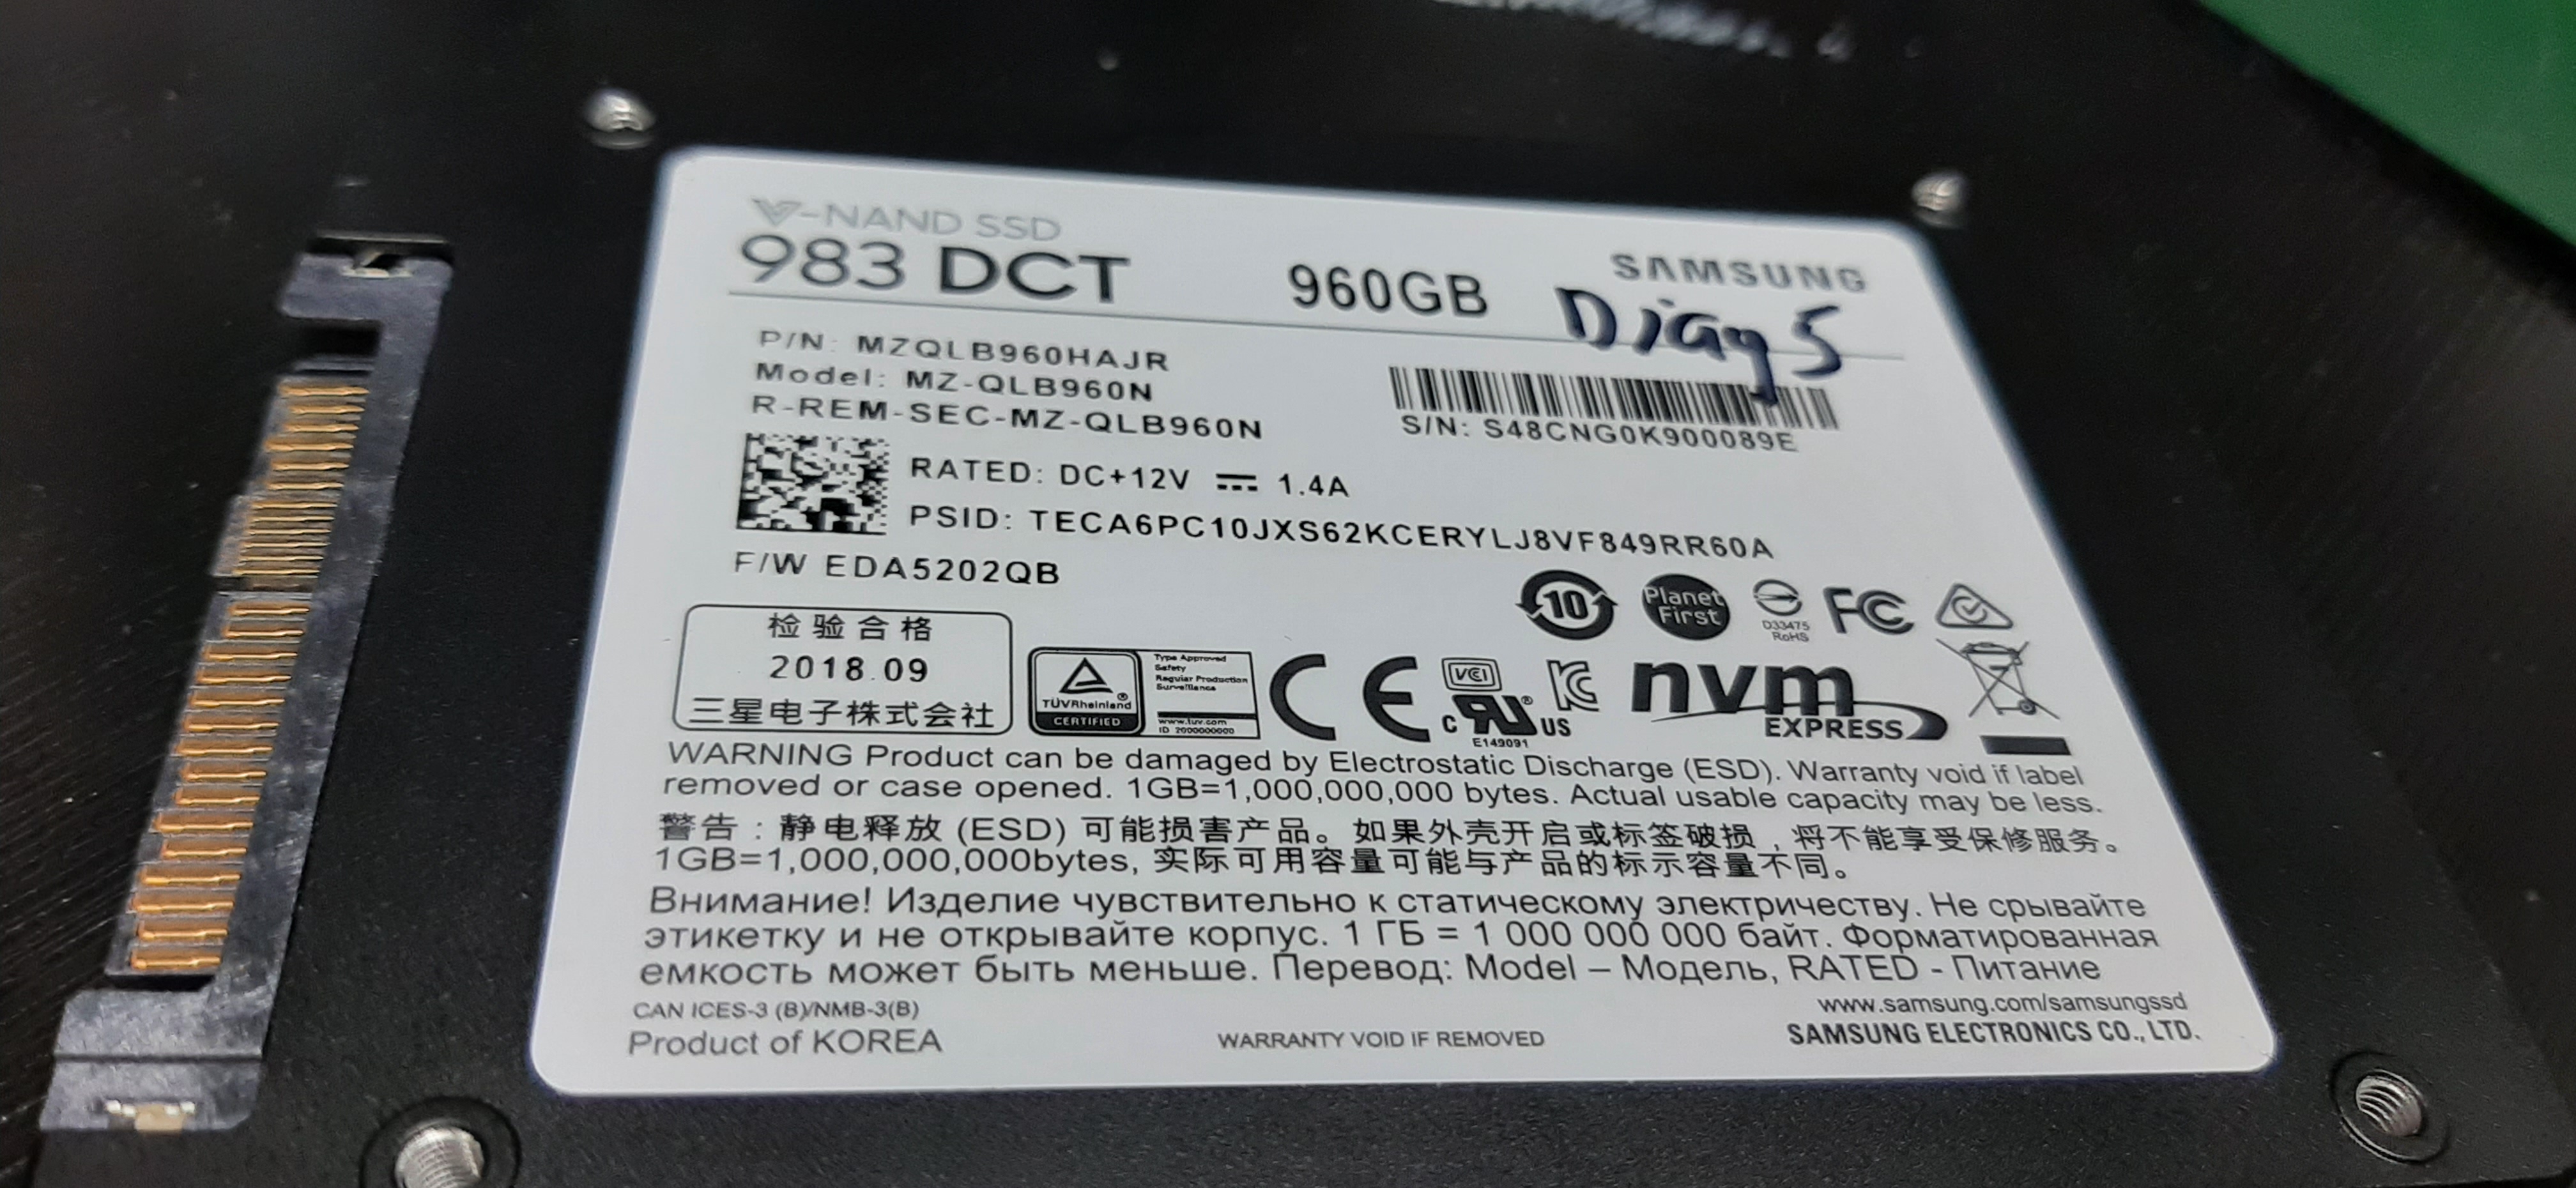 V-NAND SSD
983 DCT 960GB SAMSUNG
Diag 5
P/N: MZQLB960HAJR
Model: MZ-QLB960N
R-REM-SEC-MZ-QLB960N
S/N: S48CNG0K900089E
RATED: DC+12V ⎓ 1.4A
PSID: TECA6PC10JXS62KCERYLJ8VF849RR60A
F/W EDA5202QB
10
Planet First
D33475
RoHS
FC
检验合格
2018.09
三星电子株式会社
TÜVRheinland®
CERTIFIED
Type Approved
Safety
Regular Production
Surveillance
www.tuv.com
ID 2000000000
CE
VCI
c RU® US
E149091
KC
nvm
EXPRESS
WARNING Product can be damaged by Electrostatic Discharge (ESD). Warranty void if label
removed or case opened. 1GB=1,000,000,000 bytes. Actual usable capacity may be less.
警告：静电释放 (ESD) 可能损害产品。如果外壳开启或标签破损，将不能享受保修服务。
1GB=1,000,000,000bytes, 实际可用容量可能与产品的标示容量不同。
Внимание! Изделие чувствительно к статическому электричеству. Не срывайте
этикетку и не открывайте корпус. 1 ГБ = 1 000 000 000 байт. Форматированная
емкость может быть меньше. Перевод: Model – Модель, RATED - Питание
CAN ICES-3 (B)/NMB-3(B)
www.samsung.com/samsungssd
Product of KOREA
WARRANTY VOID IF REMOVED
SAMSUNG ELECTRONICS CO., LTD.